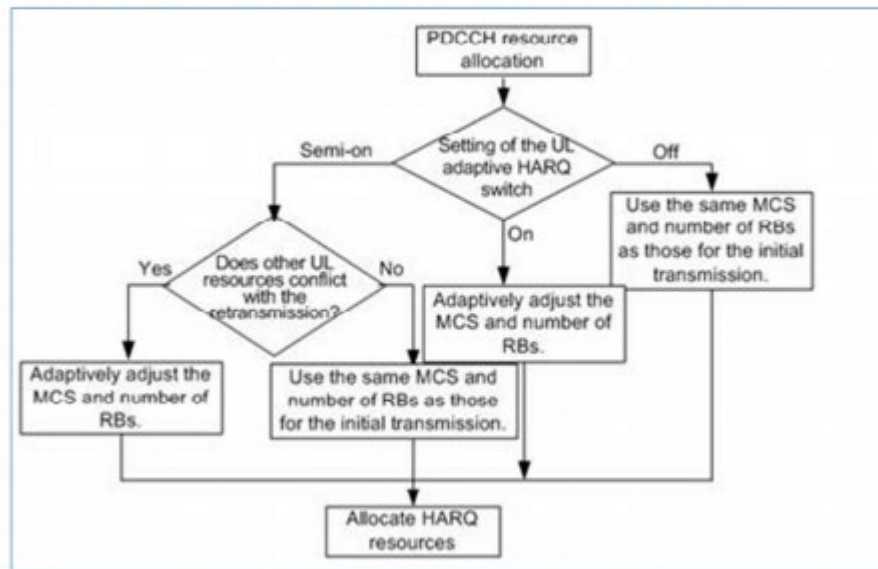 PDCCH resource
allocation
Semi-on
Setting of the UL
adaptive HARQ
switch
Off
On
Use the same MCS
and number of RBs
as those for the initial
transmission.
Yes
Does other UL
resources conflict
with the
retransmission?
No
Adaptively adjust the
MCS and number of
RBs.
Adaptively adjust the
MCS and number of
RBs.
Use the same MCS and
number of RBs as those
for the initial transmission.
Allocate HARQ
resources